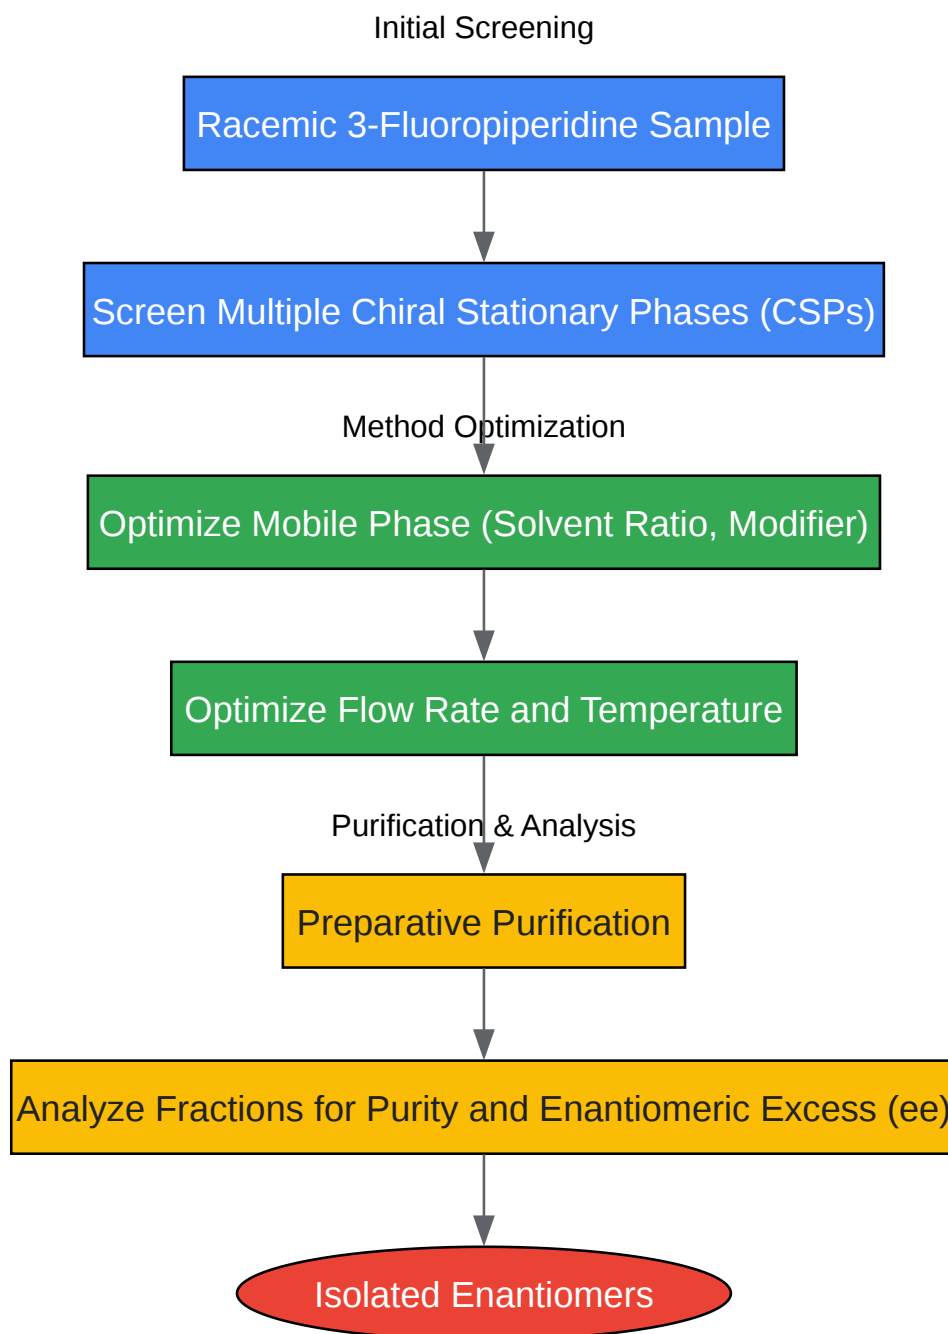 Initial Screening
Racemic 3-Fluoropiperidine Sample
Screen Multiple Chiral Stationary Phases (CSPs)
Method Optimization
Optimize Mobile Phase (Solvent Ratio, Modifier)
Optimize Flow Rate and Temperature
Purification & Analysis
Preparative Purification
Analyze Fractions for Purity and Enantiomeric Excess (ee)
Isolated Enantiomers